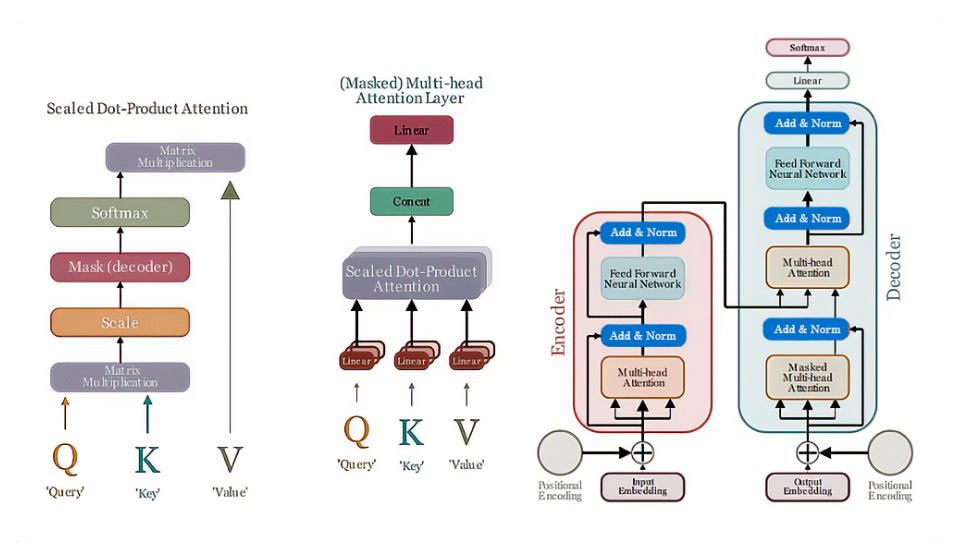 Scaled Dot-Product Attention
Matrix
Multiplication
Softmax
Mask (decoder)
Scale
Matrix
Multiplication
Q
K
V
'Query'
'Key'
'Value'
(Masked) Multi-head
Attention Layer
Linear
Concat
Scaled Dot-Product
Attention
Linear
Linear
Linear
Q
K
V
'Query'
'Key'
'Value'
Encoder
Add & Norm
Feed Forward
Neural Network
Add & Norm
Multi-head
Attention
Positional
Encoding
Input
Embedding
Softmax
Linear
Decoder
Add & Norm
Feed Forward
Neural Network
Add & Norm
Multi-head
Attention
Add & Norm
Masked
Multi-head
Attention
Output
Embedding
Positional
Encoding